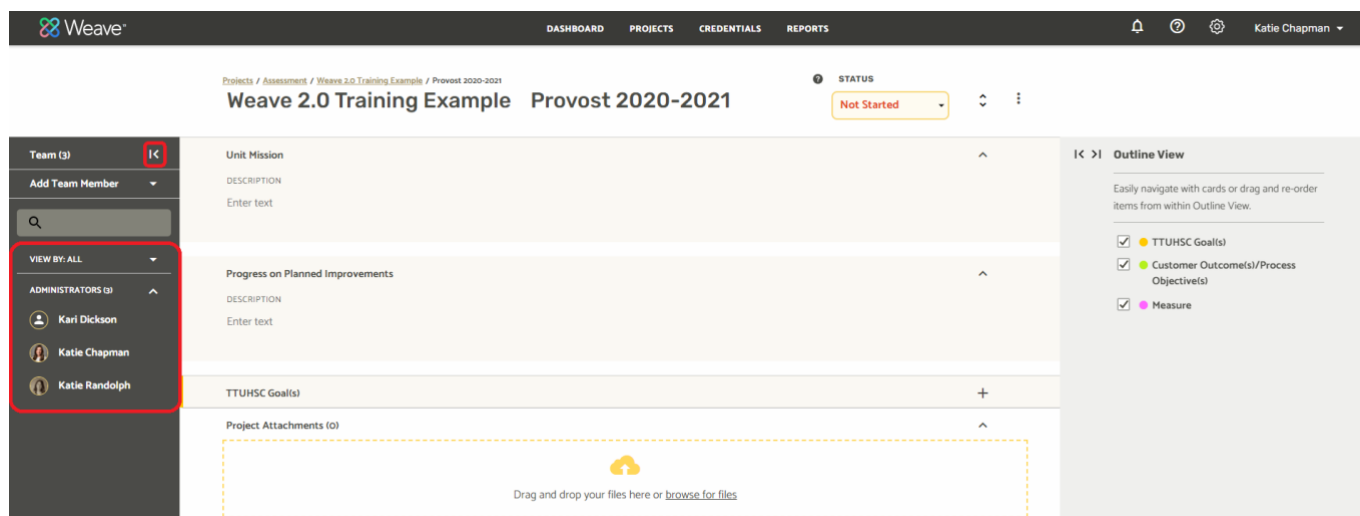 Weave
DASHBOARD PROJECTS CREDENTIALS REPORTS
Katie Chapman
Projects / Assessment / Weave 2.0 Training Example / Provost 2020-2021
Weave 2.0 Training Example Provost 2020-2021
STATUS
Not Started
Team (3)
Add Team Member
VIEW BY: ALL
ADMINISTRATORS (3)
Kari Dickson
Katie Chapman
Katie Randolph
Unit Mission
DESCRIPTION
Enter text
Progress on Planned Improvements
DESCRIPTION
Enter text
TTUHSC Goal(s)
Project Attachments (0)
Drag and drop your files here or browse for files
Outline View
Easily navigate with cards or drag and re-order
items from within Outline View.
TTUHSC Goal(s)
Customer Outcome(s)/Process
Objective(s)
Measure